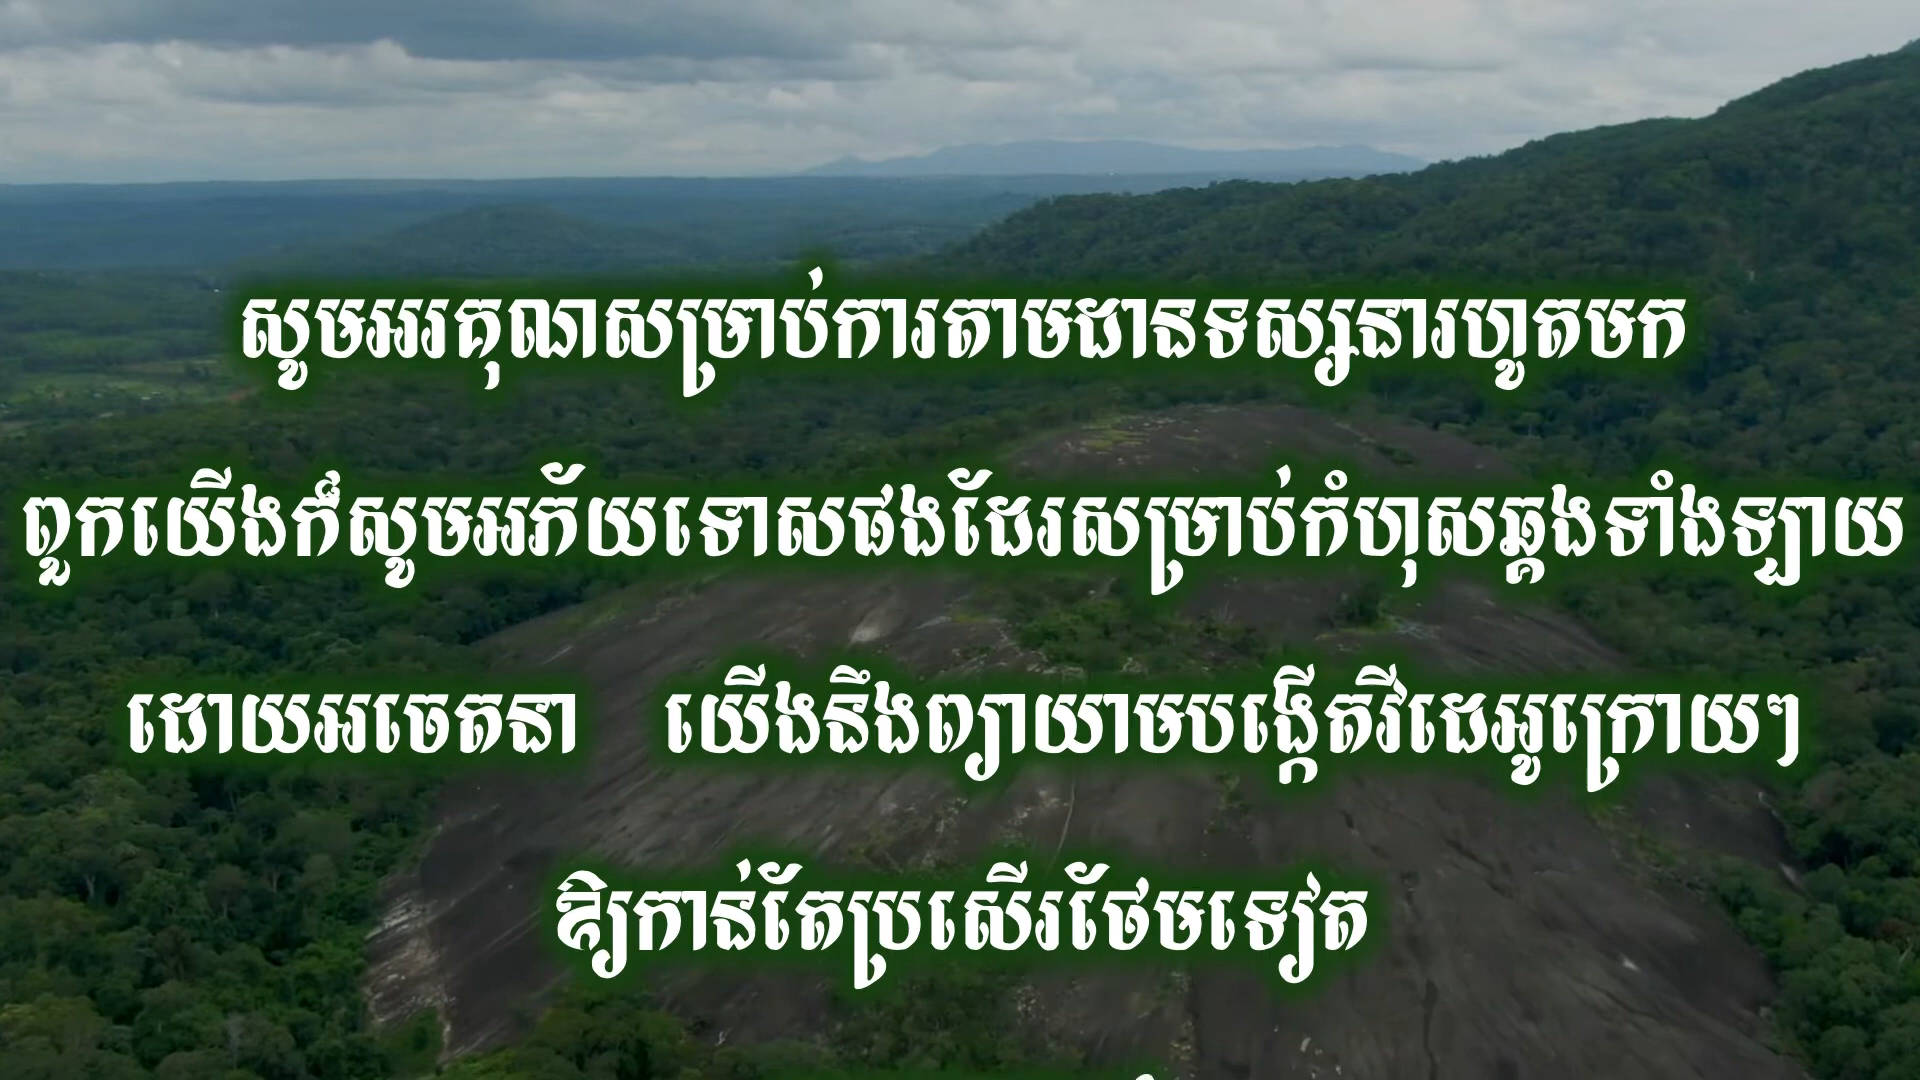 សូមអរគុណសម្រាប់ការតាមដានទស្សនារហូតមក
ពួកយើងក៏សូមអភ័យទោសផងដែរសម្រាប់កំហុសឆ្គងទាំងឡាយ
ដោយអចេតនា យើងនឹងព្យាយាមបង្កើតវីដេអូក្រោយៗ
ឱ្យកាន់តែប្រសើរថែមទៀត